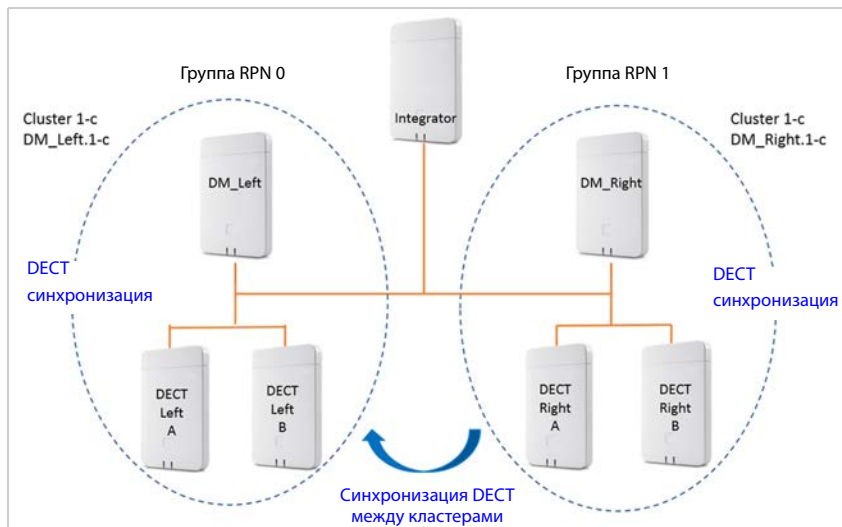 Группа RPN 0
Группа RPN 1
Integrator
Cluster 1-c
DM_Left.1-c
Cluster 1-c
DM_Right.1-c
DM_Left
DM_Right
DECT
синхронизация
DECT
синхронизация
DECT
Left
A
DECT
Left
B
DECT
Right
A
DECT
Right
B
Синхронизация DECT
между кластерами